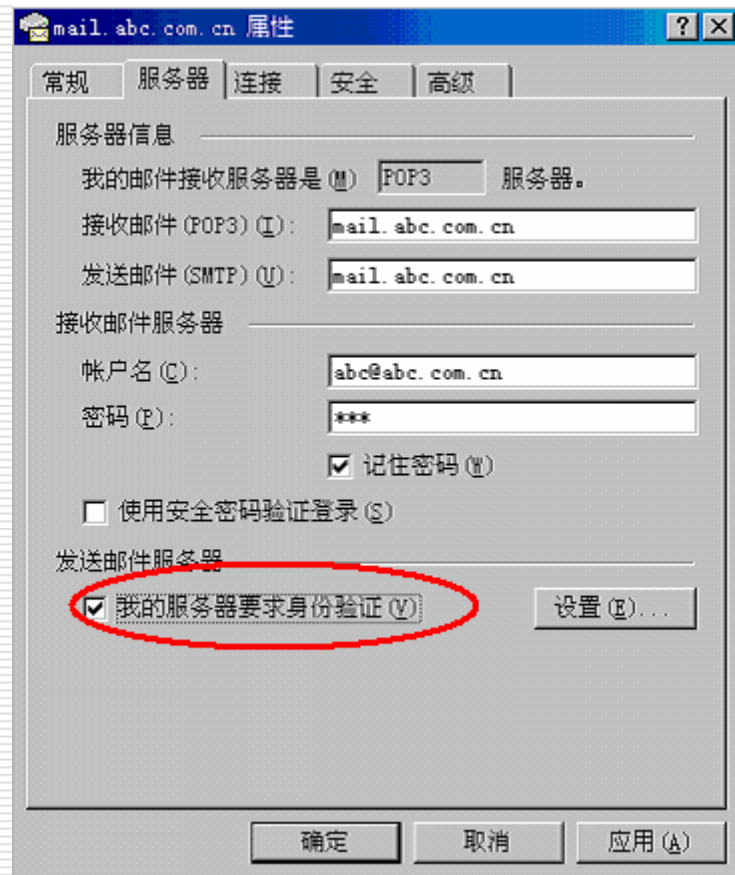 mail.abc.com.cn 属性
常规 服务器 连接 安全 高级
服务器信息
我的邮件接收服务器是(M) POP3 服务器。
接收邮件(POP3)(I): mail.abc.com.cn
发送邮件(SMTP)(U): mail.abc.com.cn
接收邮件服务器
帐户名(C): abc@abc.com.cn
密码(P): ***
记住密码(W)
使用安全密码验证登录(S)
发送邮件服务器
我的服务器要求身份验证(V) 设置(E)...
确定 取消 应用(A)